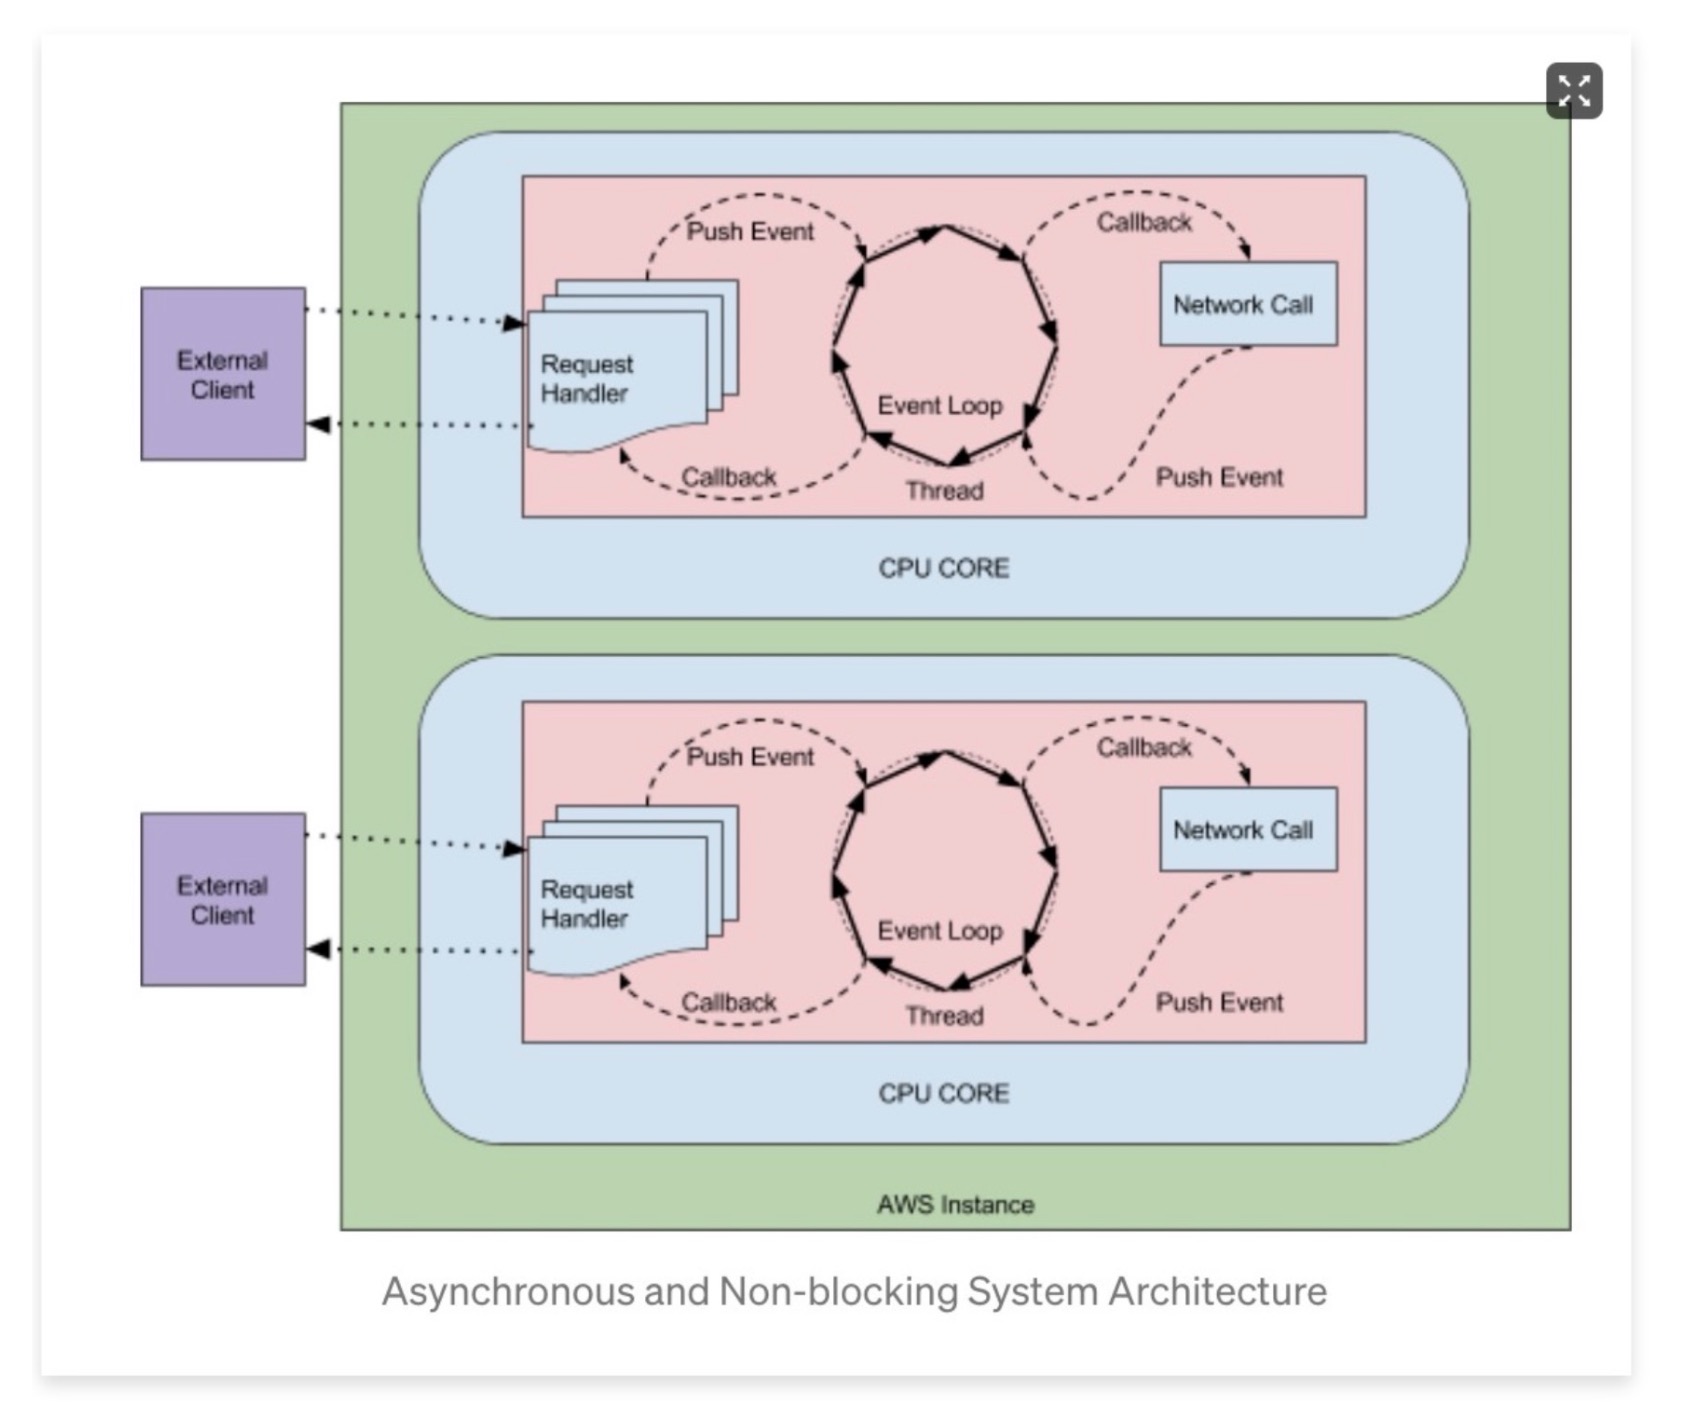 Push Event
Callback
Network Call
External
Client
Request
Handler
Event Loop
Callback
Thread
Push Event
CPU CORE
Push Event
Callback
Network Call
External
Client
Request
Handler
Event Loop
Callback
Thread
Push Event
CPU CORE
AWS Instance
Asynchronous and Non-blocking System Architecture